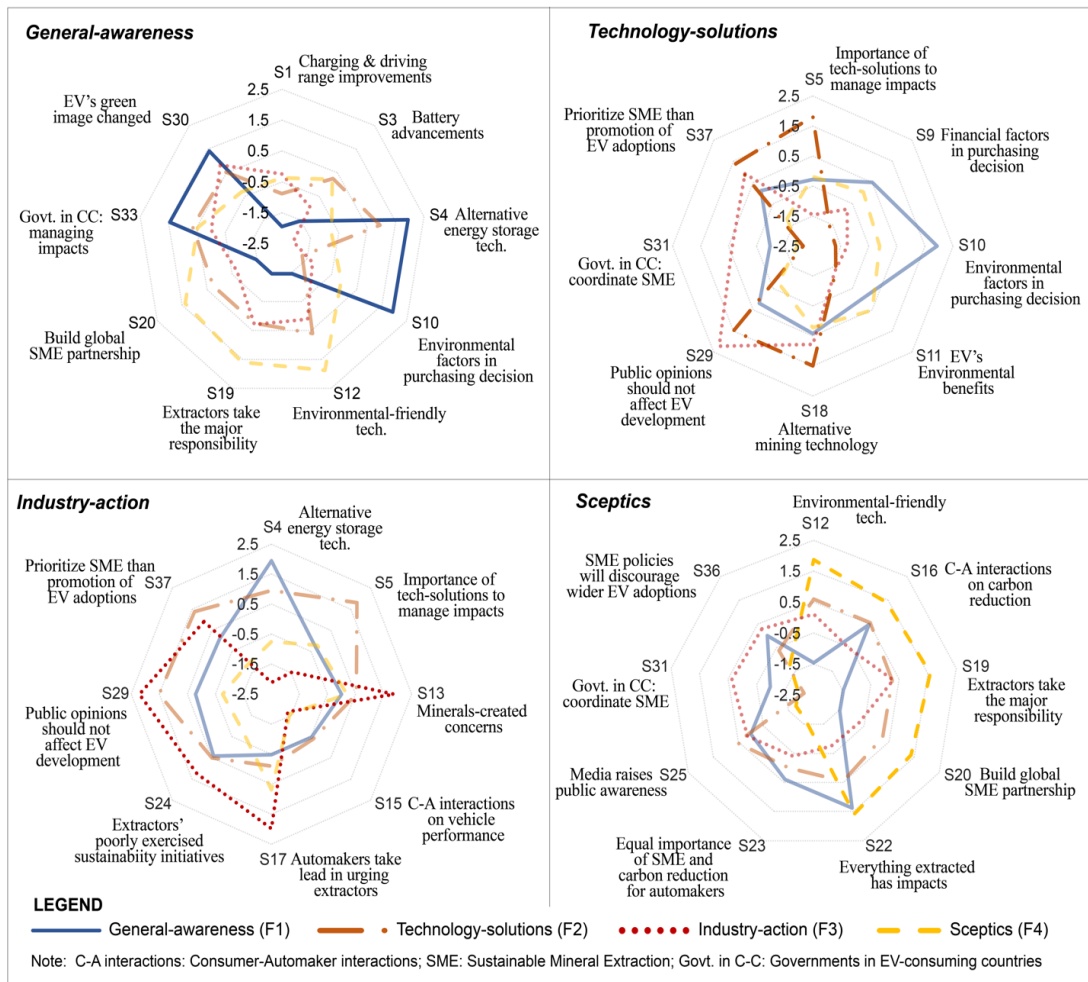 General-awareness
S1
Charging & driving
range improvements
2.5
1.5
0.5
-0.5
-1.5
-2.5
S3
Battery
advancements
S4
Alternative
energy storage
tech.
S10
Environmental
factors in
purchasing decision
S12
Environmental-friendly
tech.
S19
Extractors take
the major
responsibility
S20
Build global
SME partnership
S33
Govt. in CC:
managing
impacts
S30
EV's green
image changed
Technology-solutions
Importance of
tech-solutions to
manage impacts
S5
2.5
1.5
0.5
-0.5
-1.5
-2.5
S9
Financial factors
in purchasing
decision
S10
Environmental
factors in
purchasing decision
S11
EV's
Environmental
benefits
S18
Alternative
mining technology
S29
Public opinions
should not
affect EV
development
S31
Govt. in CC:
coordinate SME
S37
Prioritize SME than
promotion of
EV adoptions
Industry-action
S4
Alternative
energy storage
tech.
2.5
1.5
0.5
-0.5
-1.5
-2.5
S5
Importance of
tech-solutions to
manage impacts
S13
Minerals-created
concerns
S15
C-A interactions
on vehicle
performance
S17
Automakers take
lead in urging
extractors
S24
Extractors'
poorly exercised
sustainabiity initiatives
S29
Public opinions
should not
affect EV
development
S37
Prioritize SME than
promotion of
EV adoptions
Sceptics
Environmental-friendly
tech.
S12
2.5
1.5
0.5
-0.5
-1.5
-2.5
S16
C-A interactions
on carbon
reduction
S19
Extractors take
the major
responsibility
S20
Build global
SME partnership
S22
Everything extracted
has impacts
S23
Equal importance
of SME and
carbon reduction
for automakers
S25
Media raises
public awareness
S31
Govt. in CC:
coordinate SME
S36
SME policies
will discourage
wider EV adoptions
LEGEND
General-awareness (F1)
Technology-solutions (F2)
Industry-action (F3)
Sceptics (F4)
Note: C-A interactions: Consumer-Automaker interactions; SME: Sustainable Mineral Extraction; Govt. in C-C: Governments in EV-consuming countries